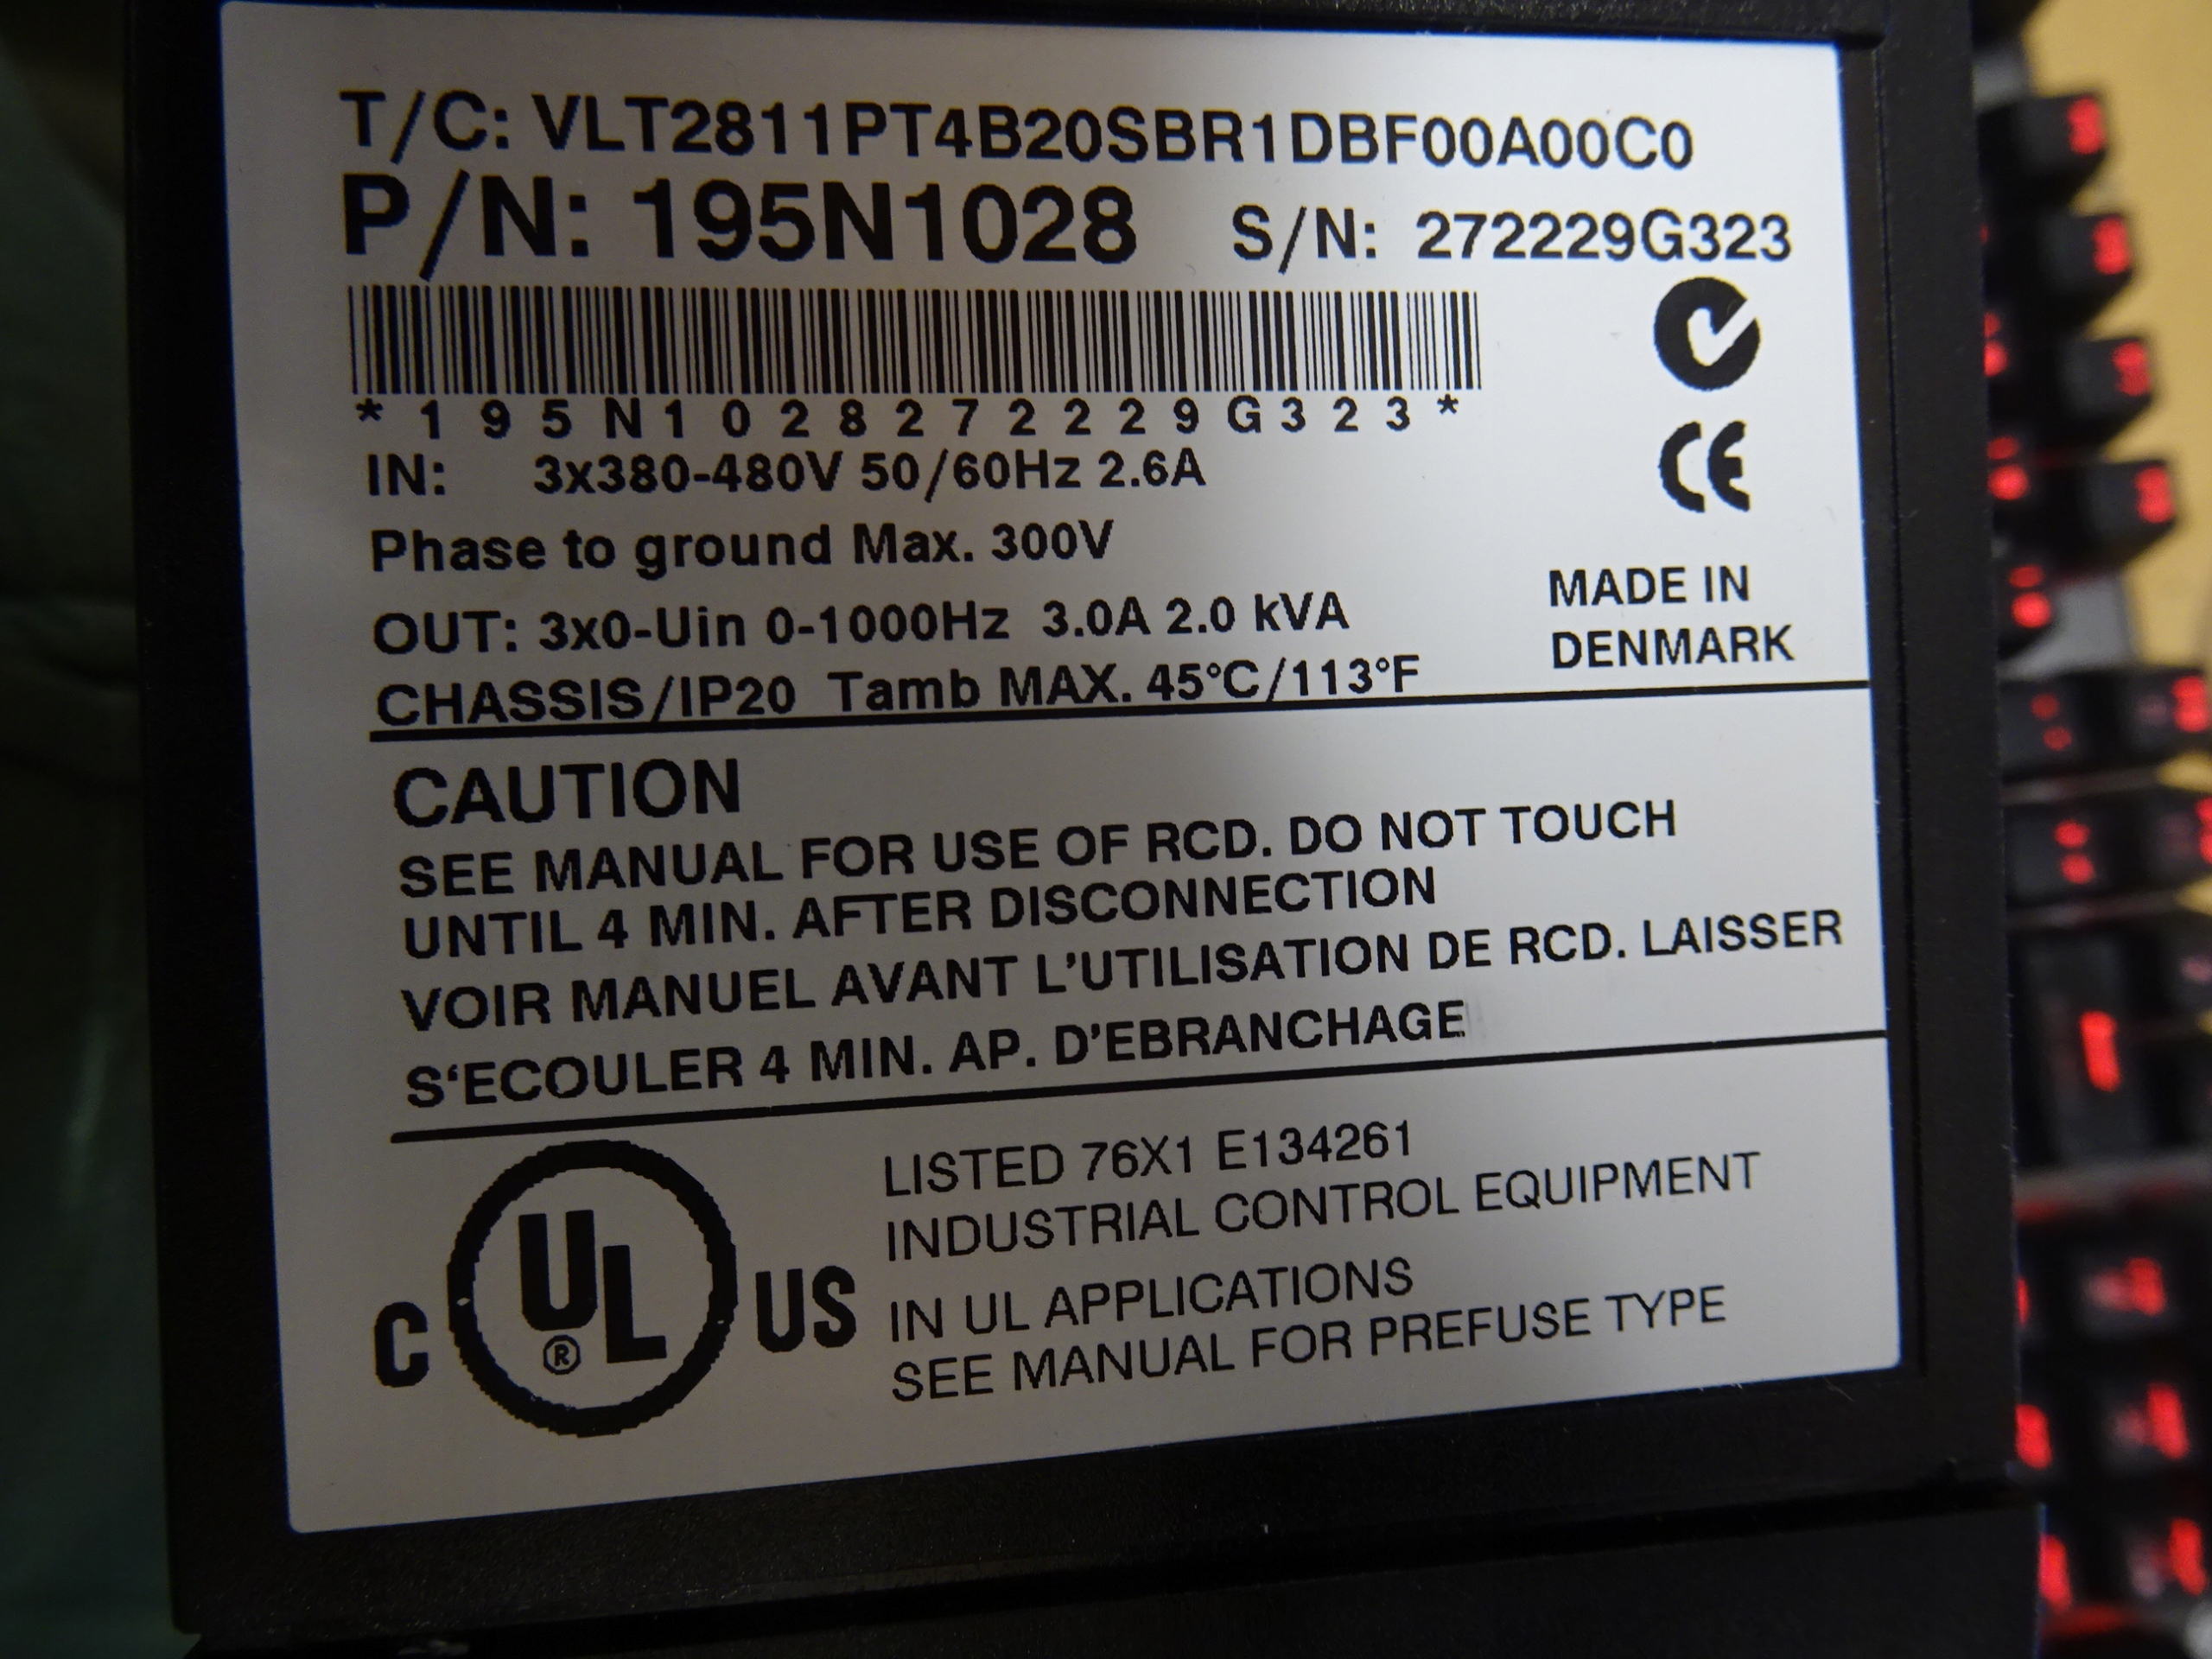 T/C: VLT2811PT4B20SBR1DBF00A00C0
P/N: 195N1028 S/N: 272229G323
*195N1028272229G323*
IN: 3x380-480V 50/60Hz 2.6A
Phase to ground Max. 300V
OUT: 3x0-Uin 0-1000Hz 3.0A 2.0 kVA
CHASSIS/IP20 Tamb MAX. 45°C/113°F
CE
MADE IN
DENMARK
CAUTION
SEE MANUAL FOR USE OF RCD. DO NOT TOUCH
UNTIL 4 MIN. AFTER DISCONNECTION
VOIR MANUEL AVANT L'UTILISATION DE RCD. LAISSER
S‘ECOULER 4 MIN. AP. D'EBRANCHAGE
C UL ® US
LISTED 76X1 E134261
INDUSTRIAL CONTROL EQUIPMENT
IN UL APPLICATIONS
SEE MANUAL FOR PREFUSE TYPE